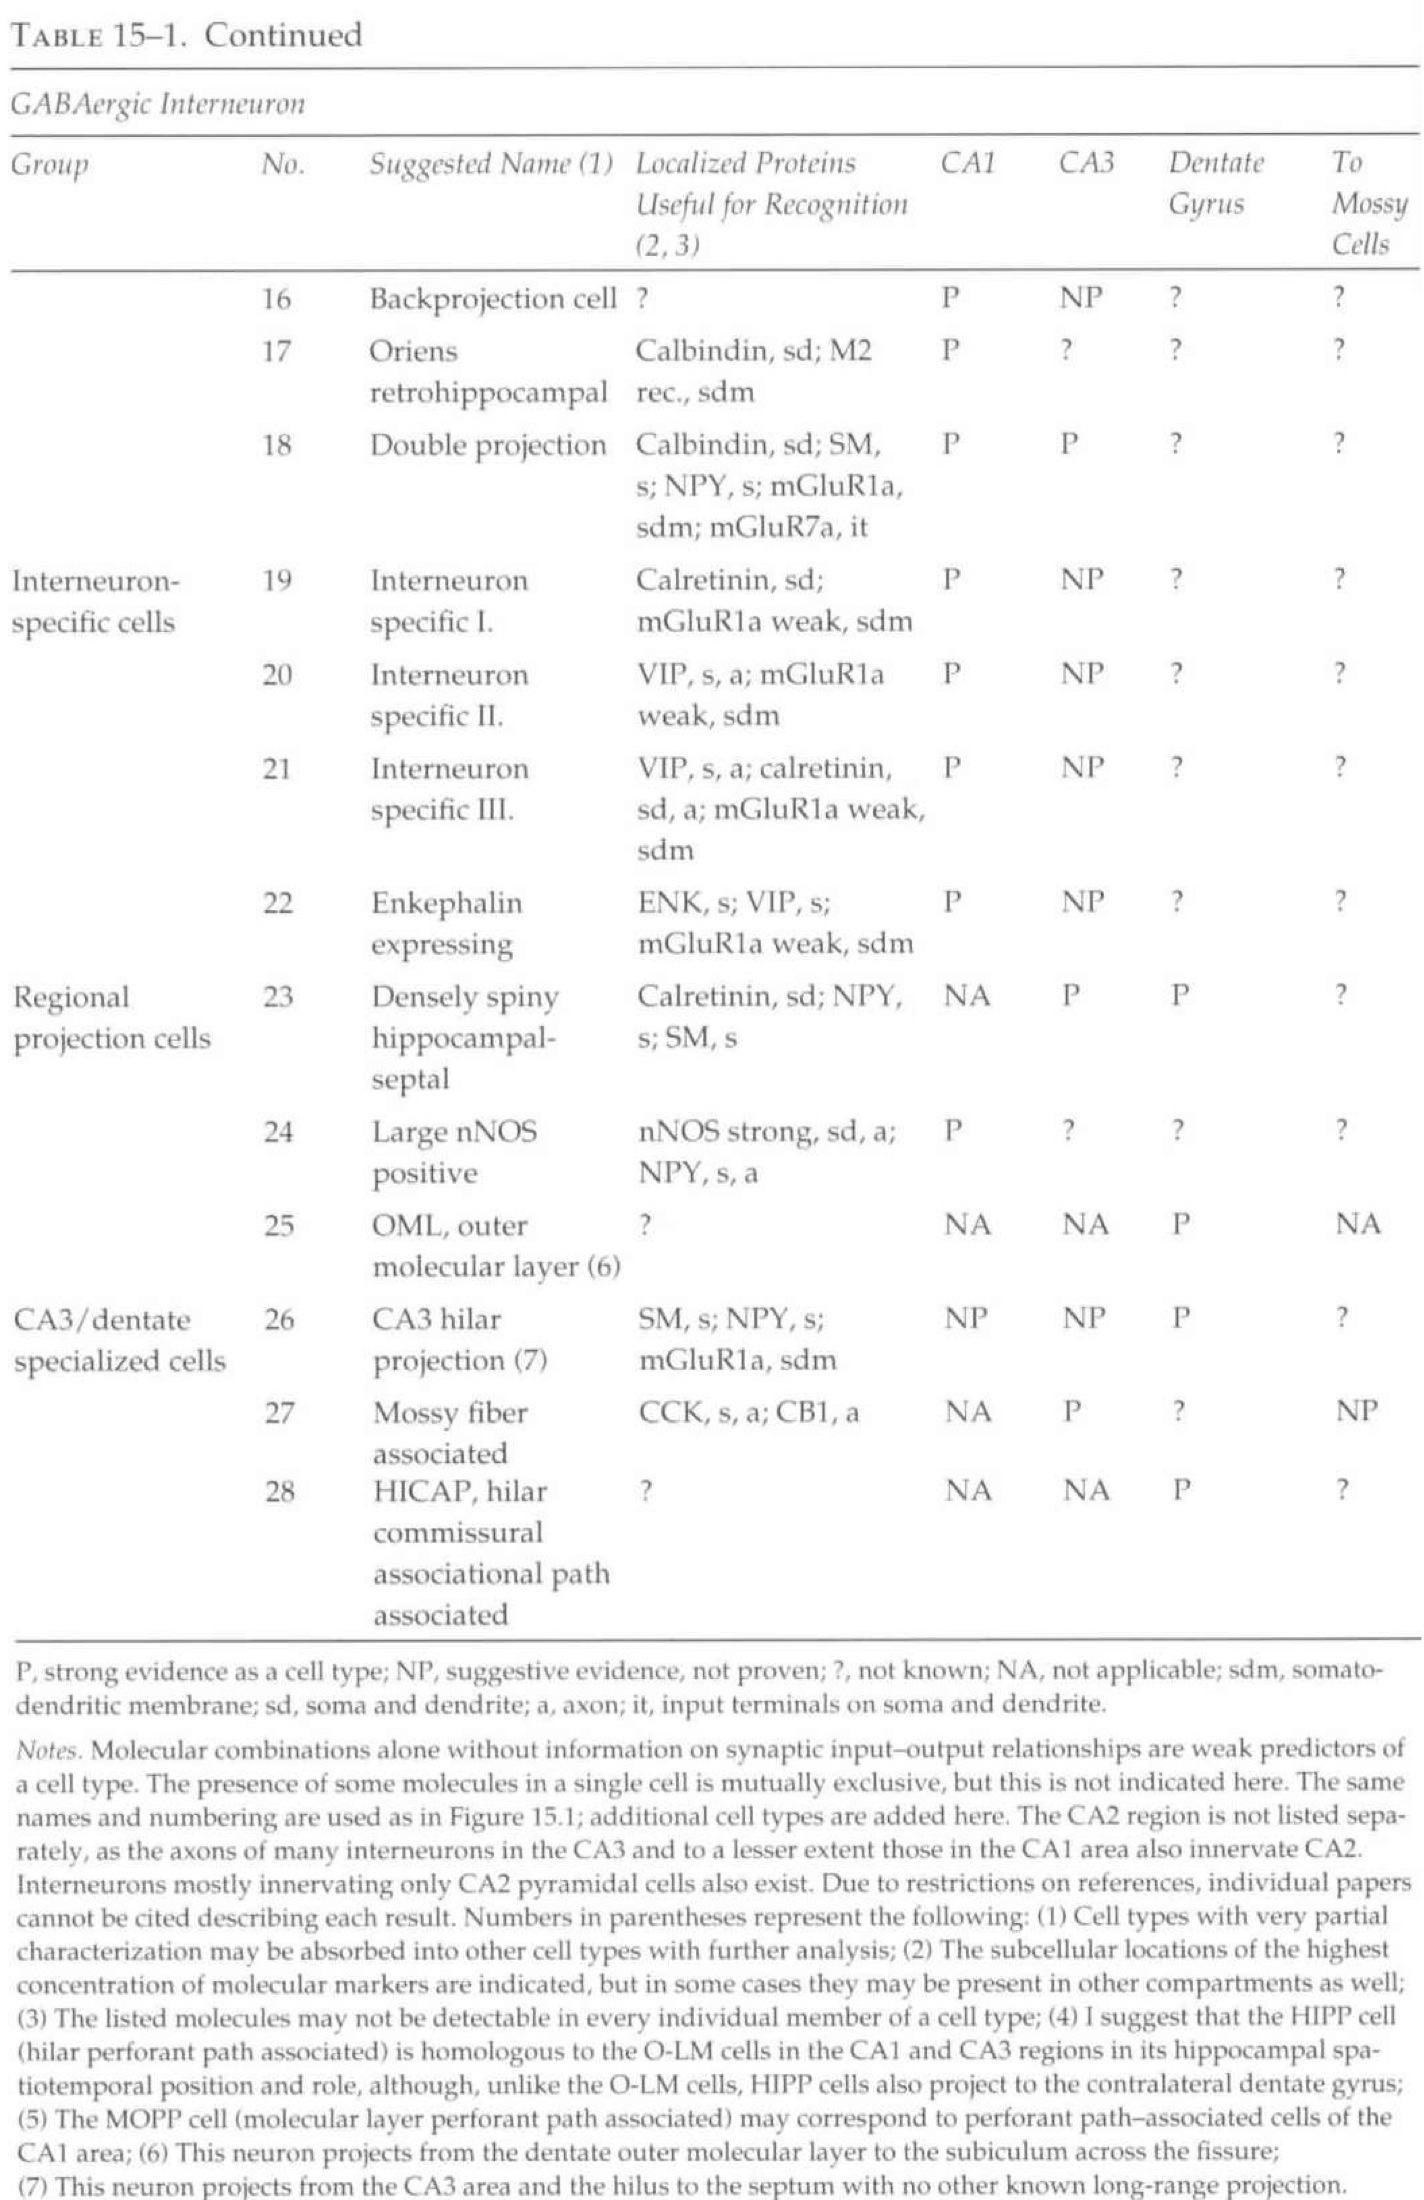 TABLE 15–1. Continued
GABAergic Interneuron
Group No. Suggested Name (1) Localized Proteins CA1 CA3 Dentate To
Useful for Recognition Gyrus Mossy
(2, 3) Cells
16 Backprojection cell ? P NP ? ?
17 Oriens Calbindin, sd; M2 P ? ? ?
retrohippocampal rec., sdm
18 Double projection Calbindin, sd; SM, P P ? ?
s; NPY, s; mGluR1a,
sdm; mGluR7a, it
Interneuron- 19 Interneuron Calretinin, sd; P NP ? ?
specific cells specific I. mGluR1a weak, sdm
20 Interneuron VIP, s, a; mGluR1a P NP ? ?
specific II. weak, sdm
21 Interneuron VIP, s, a; calretinin, P NP ? ?
specific III. sd, a; mGluR1a weak,
sdm
22 Enkephalin ENK, s; VIP, s; P NP ? ?
expressing mGluR1a weak, sdm
Regional 23 Densely spiny Calretinin, sd; NPY, NA P P ?
projection cells hippocampal- s; SM, s
septal
24 Large nNOS nNOS strong, sd, a; P ? ? ?
positive NPY, s, a
25 OML, outer ? NA NA P NA
molecular layer (6)
CA3/dentate 26 CA3 hilar SM, s; NPY, s; NP NP P ?
specialized cells projection (7) mGluR1a, sdm
27 Mossy fiber CCK, s, a; CB1, a NA P ? NP
associated
28 HICAP, hilar ? NA NA P ?
commissural
associational path
associated
P, strong evidence as a cell type; NP, suggestive evidence, not proven; ?, not known; NA, not applicable; sdm, somato-
dendritic membrane; sd, soma and dendrite; a, axon; it, input terminals on soma and dendrite.
Notes. Molecular combinations alone without information on synaptic input–output relationships are weak predictors of
a cell type. The presence of some molecules in a single cell is mutually exclusive, but this is not indicated here. The same
names and numbering are used as in Figure 15.1; additional cell types are added here. The CA2 region is not listed sepa-
rately, as the axons of many interneurons in the CA3 and to a lesser extent those in the CA1 area also innervate CA2.
Interneurons mostly innervating only CA2 pyramidal cells also exist. Due to restrictions on references, individual papers
cannot be cited describing each result. Numbers in parentheses represent the following: (1) Cell types with very partial
characterization may be absorbed into other cell types with further analysis; (2) The subcellular locations of the highest
concentration of molecular markers are indicated, but in some cases they may be present in other compartments as well;
(3) The listed molecules may not be detectable in every individual member of a cell type; (4) I suggest that the HIPP cell
(hilar perforant path associated) is homologous to the O-LM cells in the CA1 and CA3 regions in its hippocampal spa-
tiotemporal position and role, although, unlike the O-LM cells, HIPP cells also project to the contralateral dentate gyrus;
(5) The MOPP cell (molecular layer perforant path associated) may correspond to perforant path–associated cells of the
CA1 area; (6) This neuron projects from the dentate outer molecular layer to the subiculum across the fissure;
(7) This neuron projects from the CA3 area and the hilus to the septum with no other known long-range projection.